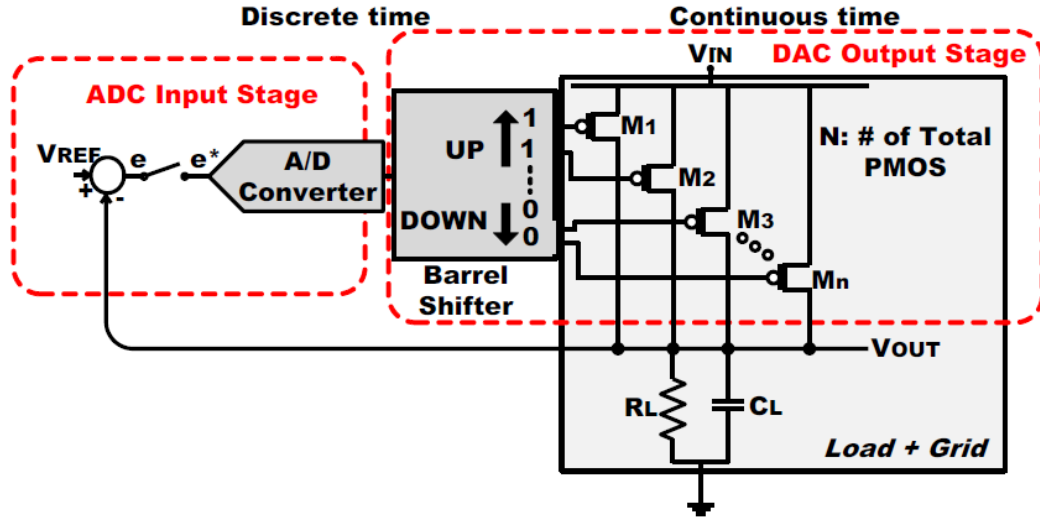 Discrete time
Continuous time
ADC Input Stage
VIN
DAC Output Stage
VREF
+
-
e
e*
A/D
Converter
UP
DOWN
1
1
0
0
Barrel
Shifter
M1
M2
M3
Mn
N: # of Total
PMOS
VOUT
RL
CL
Load + Grid